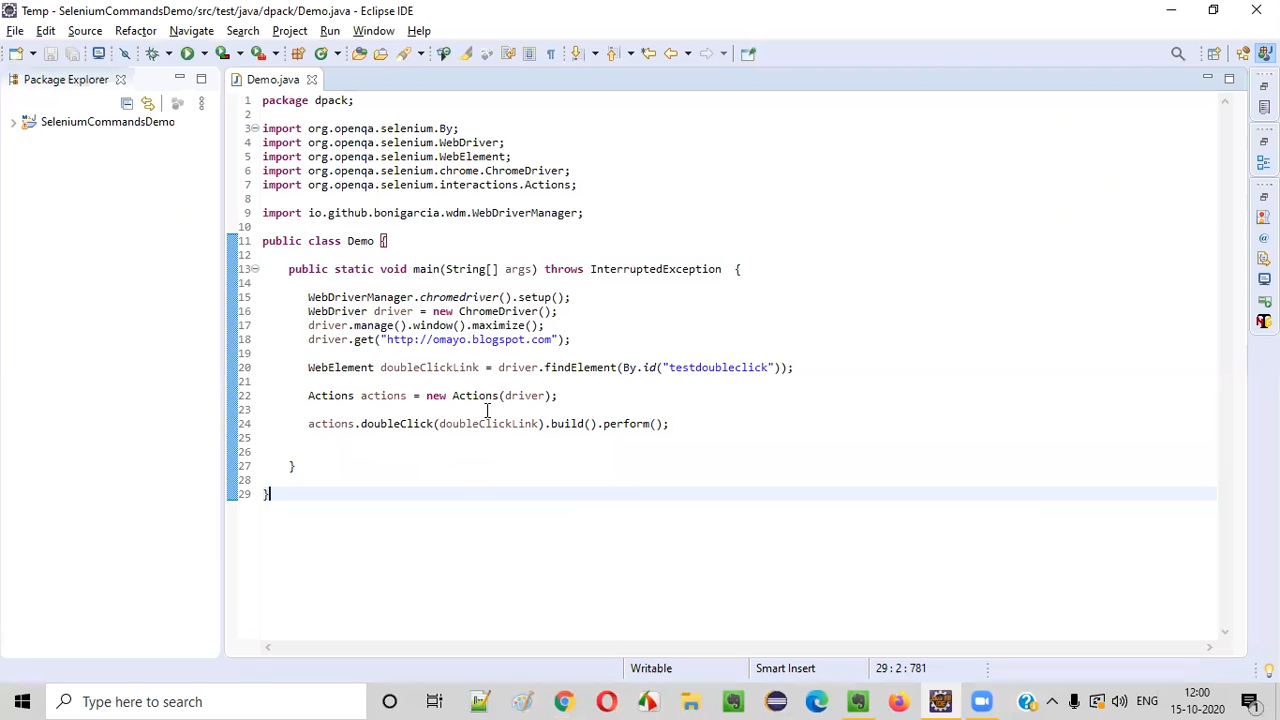 Temp - SeleniumCommandsDemo/src/test/java/dpack/Demo.java - Eclipse IDE
File Edit Source Refactor Navigate Search Project Run Window Help
Package Explorer
SeleniumCommandsDemo
Demo.java
1 package dpack;
2
3 import org.openqa.selenium.By;
4 import org.openqa.selenium.WebDriver;
5 import org.openqa.selenium.WebElement;
6 import org.openqa.selenium.chrome.ChromeDriver;
7 import org.openqa.selenium.interactions.Actions;
8
9 import io.github.bonigarcia.wdm.WebDriverManager;
10
11 public class Demo {
12
13 public static void main(String[] args) throws InterruptedException {
14
15 WebDriverManager.chromedriver().setup();
16 WebDriver driver = new ChromeDriver();
17 driver.manage().window().maximize();
18 driver.get("http://omayo.blogspot.com");
19
20 WebElement doubleClickLink = driver.findElement(By.id("testdoubleclick"));
21
22 Actions actions = new Actions(driver);
23
24 actions.doubleClick(doubleClickLink).build().perform();
25
26
27 }
28
29 }
Writable Smart Insert 29 : 2 : 781
Type here to search
ENG
12:00
15-10-2020